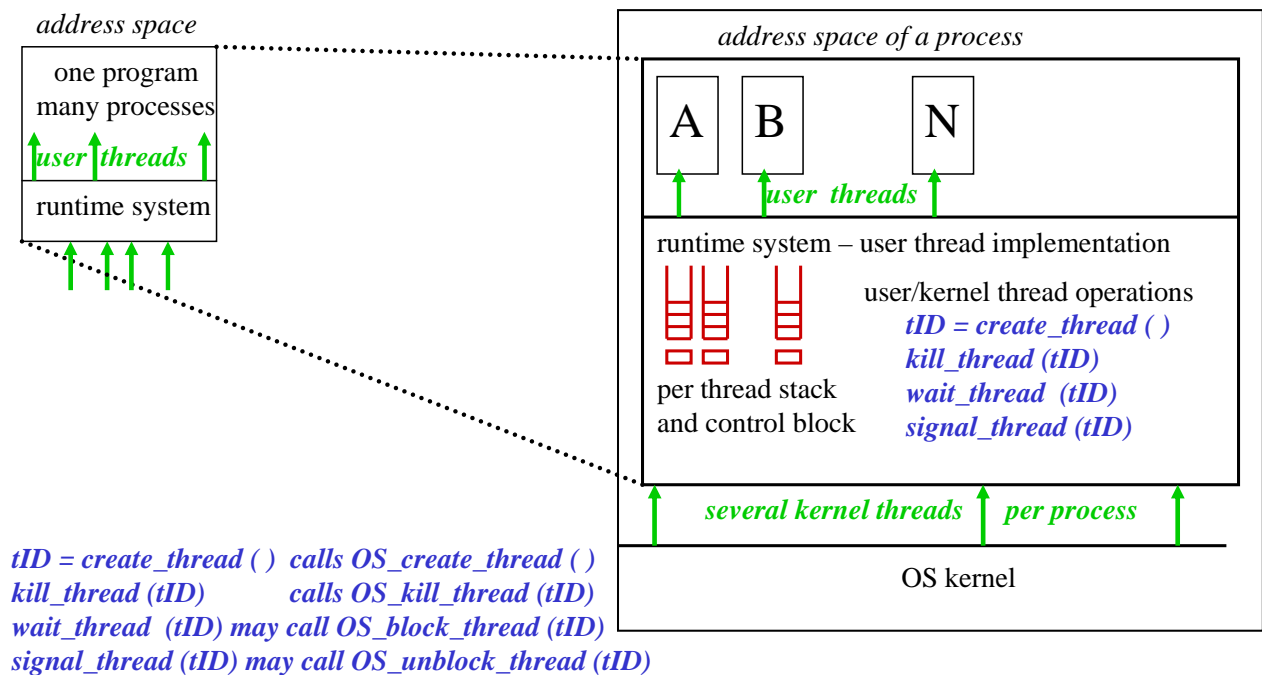 address space
one program
many processes
user threads
runtime system
address space of a process
A B N
user threads
runtime system – user thread implementation
user/kernel thread operations
tID = create_thread ( )
kill_thread (tID)
wait_thread (tID)
signal_thread (tID)
per thread stack
and control block
several kernel threads per process
OS kernel
tID = create_thread ( ) calls OS_create_thread ( )
kill_thread (tID) calls OS_kill_thread (tID)
wait_thread (tID) may call OS_block_thread (tID)
signal_thread (tID) may call OS_unblock_thread (tID)